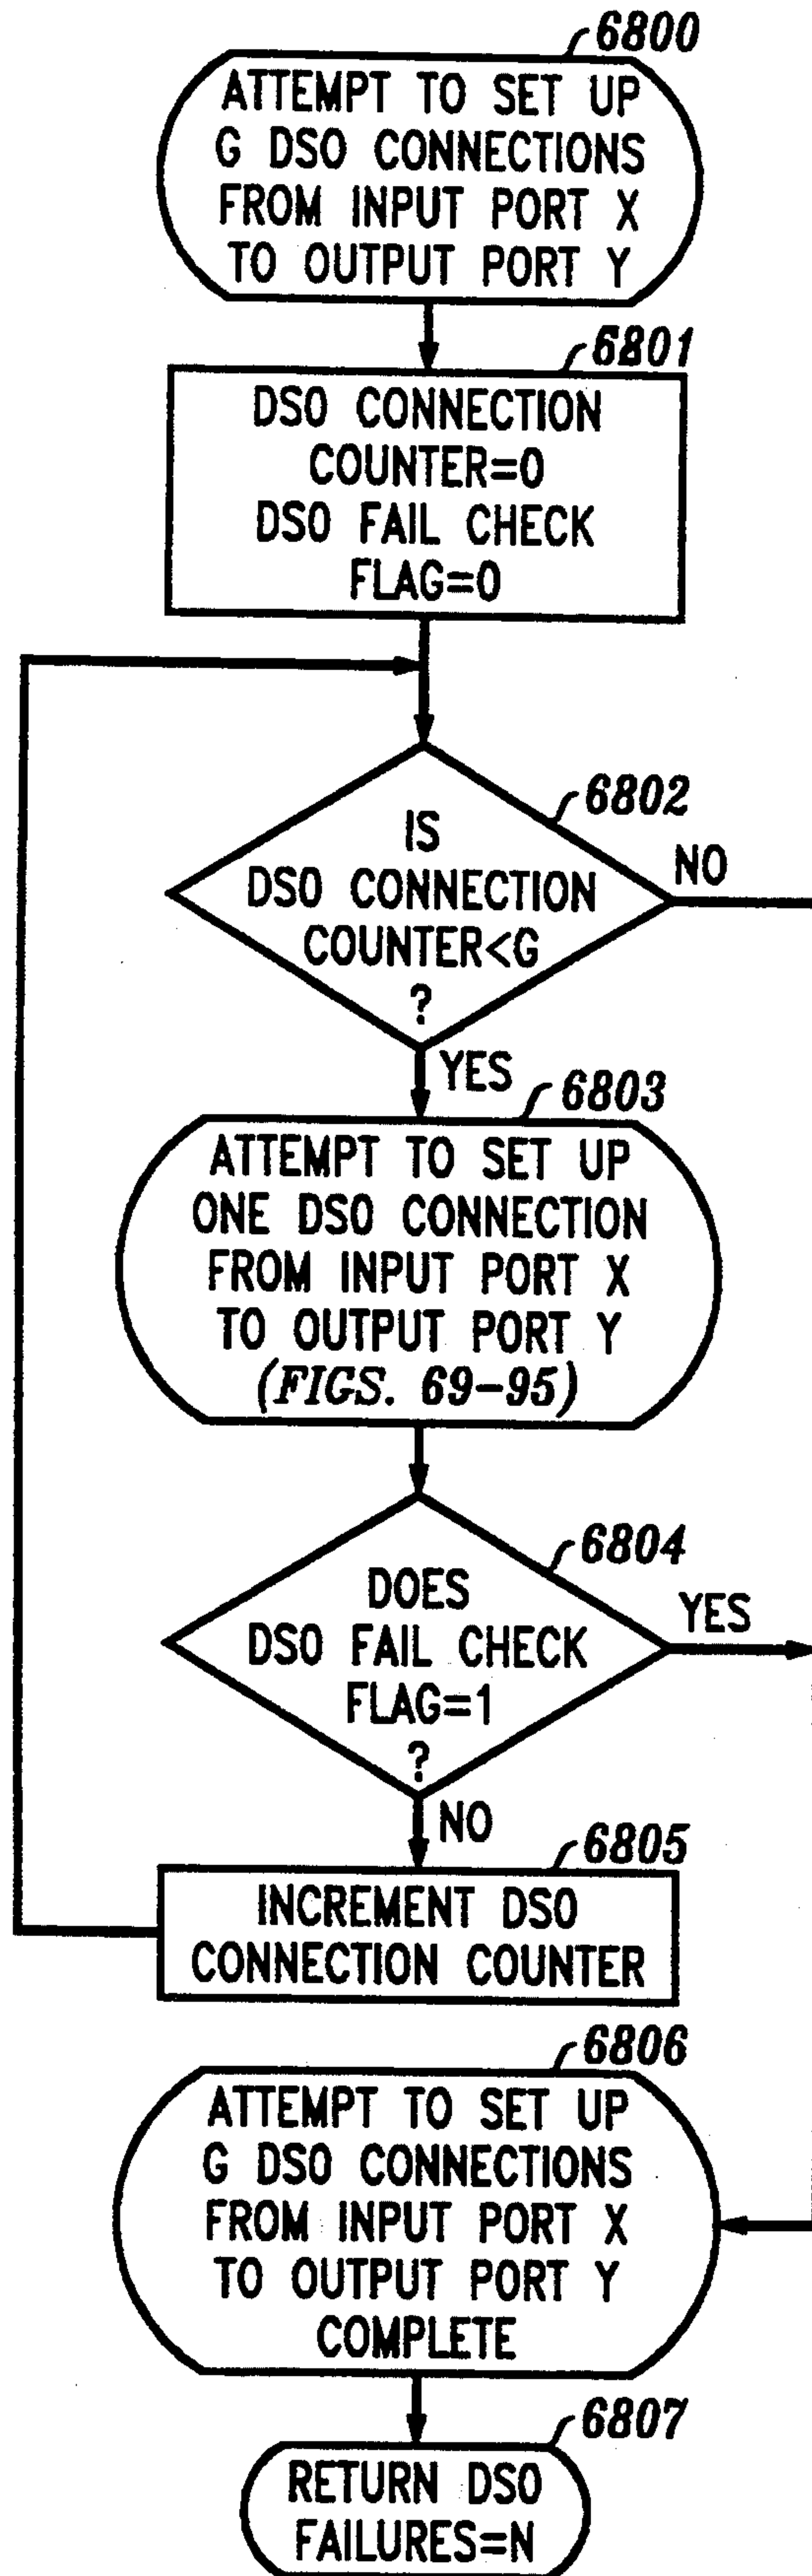 6800
ATTEMPT TO SET UP
G DSO CONNECTIONS
FROM INPUT PORT X
TO OUTPUT PORT Y
6801
DSO CONNECTION
COUNTER=0
DSO FAIL CHECK
FLAG=0
6802
IS
DSO CONNECTION
COUNTER<G
?
NO
YES
6803
ATTEMPT TO SET UP
ONE DSO CONNECTION
FROM INPUT PORT X
TO OUTPUT PORT Y
(FIGS. 69-95)
6804
DOES
DSO FAIL CHECK
FLAG=1
?
YES
NO
6805
INCREMENT DSO
CONNECTION COUNTER
6806
ATTEMPT TO SET UP
G DSO CONNECTIONS
FROM INPUT PORT X
TO OUTPUT PORT Y
COMPLETE
6807
RETURN DSO
FAILURES=N